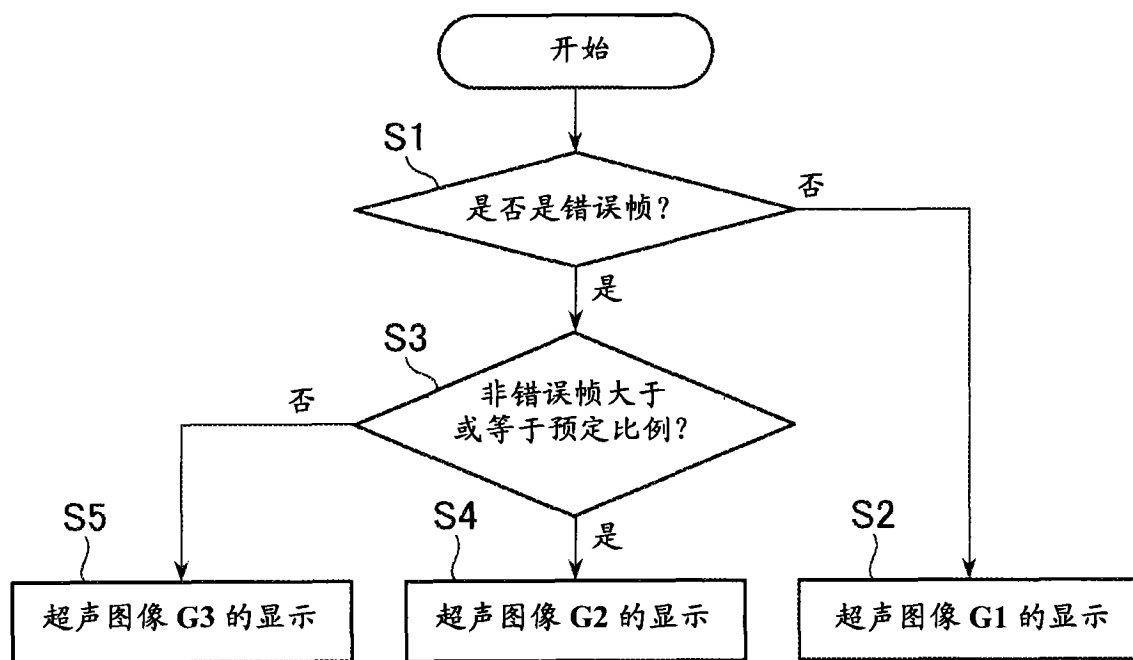 开始
S1
是否是错误帧?
否
是
S3
非错误帧大于
或等于预定比例?
否
是
S5
S4
S2
超声图像 G3 的显示
超声图像 G2 的显示
超声图像 G1 的显示